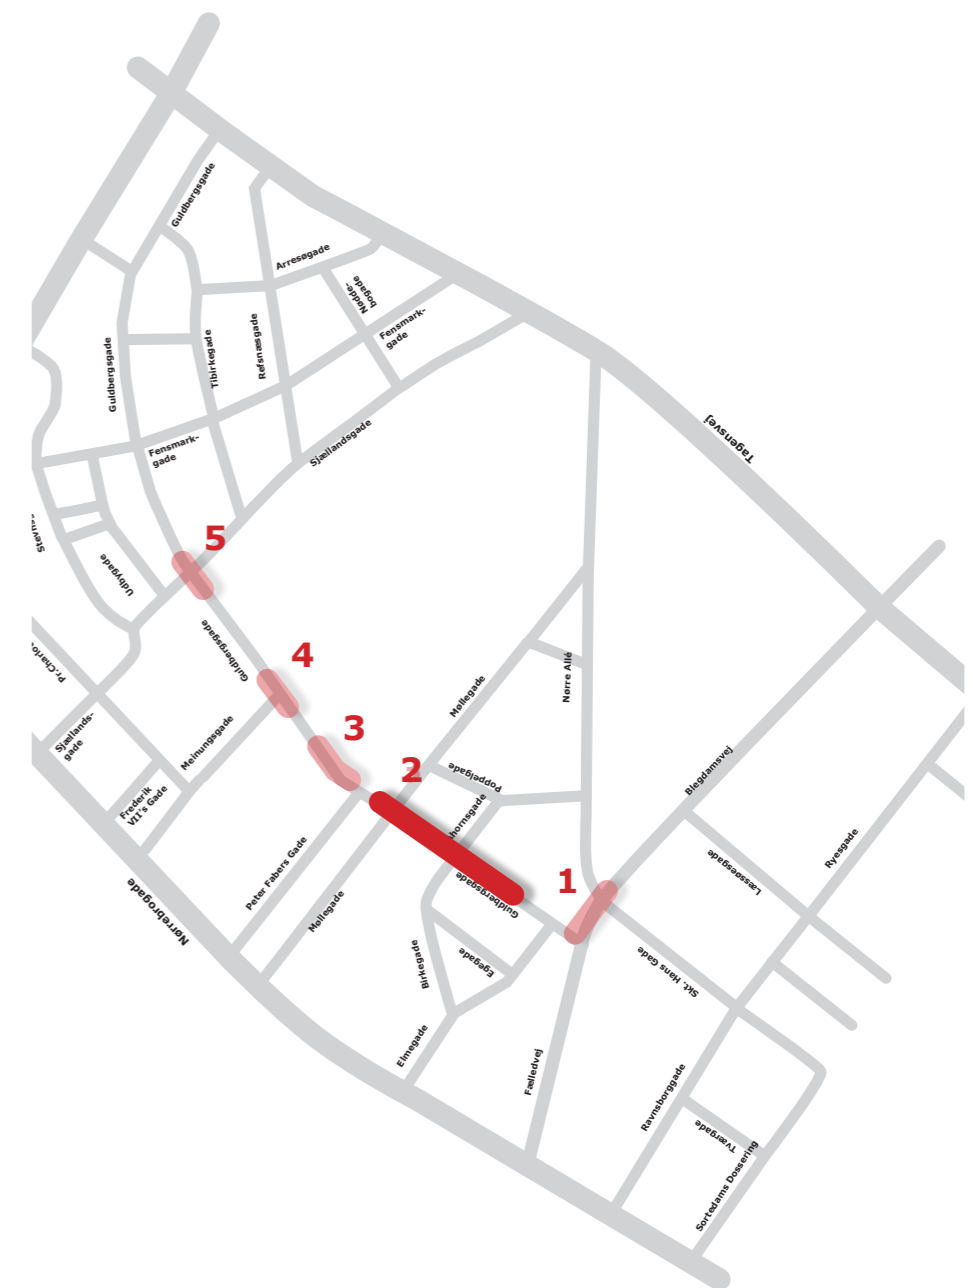 Guldbergsgade
Arresøgade
Nødde-
bogade
Fensmark-
gade
Refsnæsgade
Tibirkegade
Guldbergsgade
Tagensvej
Sjællandsgade
Fensmark-
gade
5
Udbygade
Guldbergsgade
4
Nørre Allé
Møllegade
Sjællands-
gade
Meinungsgade
3
2
Poppelgade
Blegdamsvej
Frederik
VII's Gade
Ryesgade
Læssøesgade
Peter Fabers Gade
1
Guldbergsgade
Nørrebrogade
Møllegade
Birkegade
Egegade
Skt. Hans Gade
Elmegade
Fælledvej
Ravnsborggade
Tværgade
Sortedams Dossering